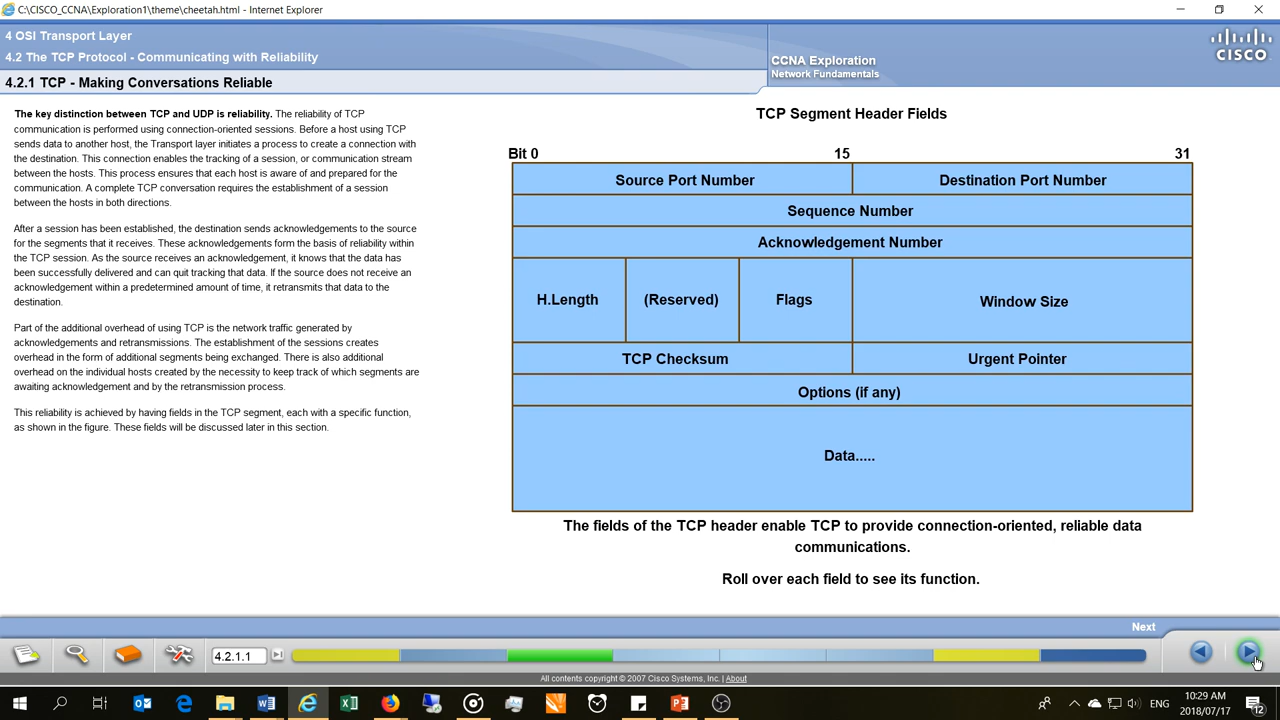 C:\CISCO_CCNA\Exploration1\theme\cheetah.html - Internet Explorer
4 OSI Transport Layer
4.2 The TCP Protocol - Communicating with Reliability
4.2.1 TCP - Making Conversations Reliable
CCNA Exploration
Network Fundamentals
CISCO
The key distinction between TCP and UDP is reliability. The reliability of TCP
communication is performed using connection-oriented sessions. Before a host using TCP
sends data to another host, the Transport layer initiates a process to create a connection with
the destination. This connection enables the tracking of a session, or communication stream
between the hosts. This process ensures that each host is aware of and prepared for the
communication. A complete TCP conversation requires the establishment of a session
between the hosts in both directions.
After a session has been established, the destination sends acknowledgements to the source
for the segments that it receives. These acknowledgements form the basis of reliability within
the TCP session. As the source receives an acknowledgement, it knows that the data has
been successfully delivered and can quit tracking that data. If the source does not receive an
acknowledgement within a predetermined amount of time, it retransmits that data to the
destination.
Part of the additional overhead of using TCP is the network traffic generated by
acknowledgements and retransmissions. The establishment of the sessions creates
overhead in the form of additional segments being exchanged. There is also additional
overhead on the individual hosts created by the necessity to keep track of which segments are
awaiting acknowledgement and by the retransmission process.
This reliability is achieved by having fields in the TCP segment, each with a specific function,
as shown in the figure. These fields will be discussed later in this section.
TCP Segment Header Fields
Bit 0 15 31
Source Port Number Destination Port Number
Sequence Number
Acknowledgement Number
H.Length (Reserved) Flags Window Size
TCP Checksum Urgent Pointer
Options (if any)
Data.....
The fields of the TCP header enable TCP to provide connection-oriented, reliable data
communications.
Roll over each field to see its function.
Next
4.2.1.1
All contents copyright © 2007 Cisco Systems, Inc. | About
ENG
10:29 AM
2018/07/17
12